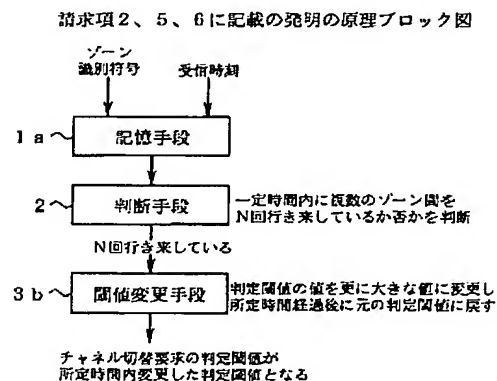 請求項2、5、6に記載の発明の原理ブロック図
ゾーン
識別符号
受信時刻
1a
記憶手段
2
判断手段
一定時間内に複数のゾーン間を
N回行き来しているか否かを判断
N回行き来している
3b
閾値変更手段
判定閾値の値を更に大きな値に変更し
所定時間経過後に元の判定閾値に戻す
チャネル切替要求の判定閾値が
所定時間内変更した判定閾値となる